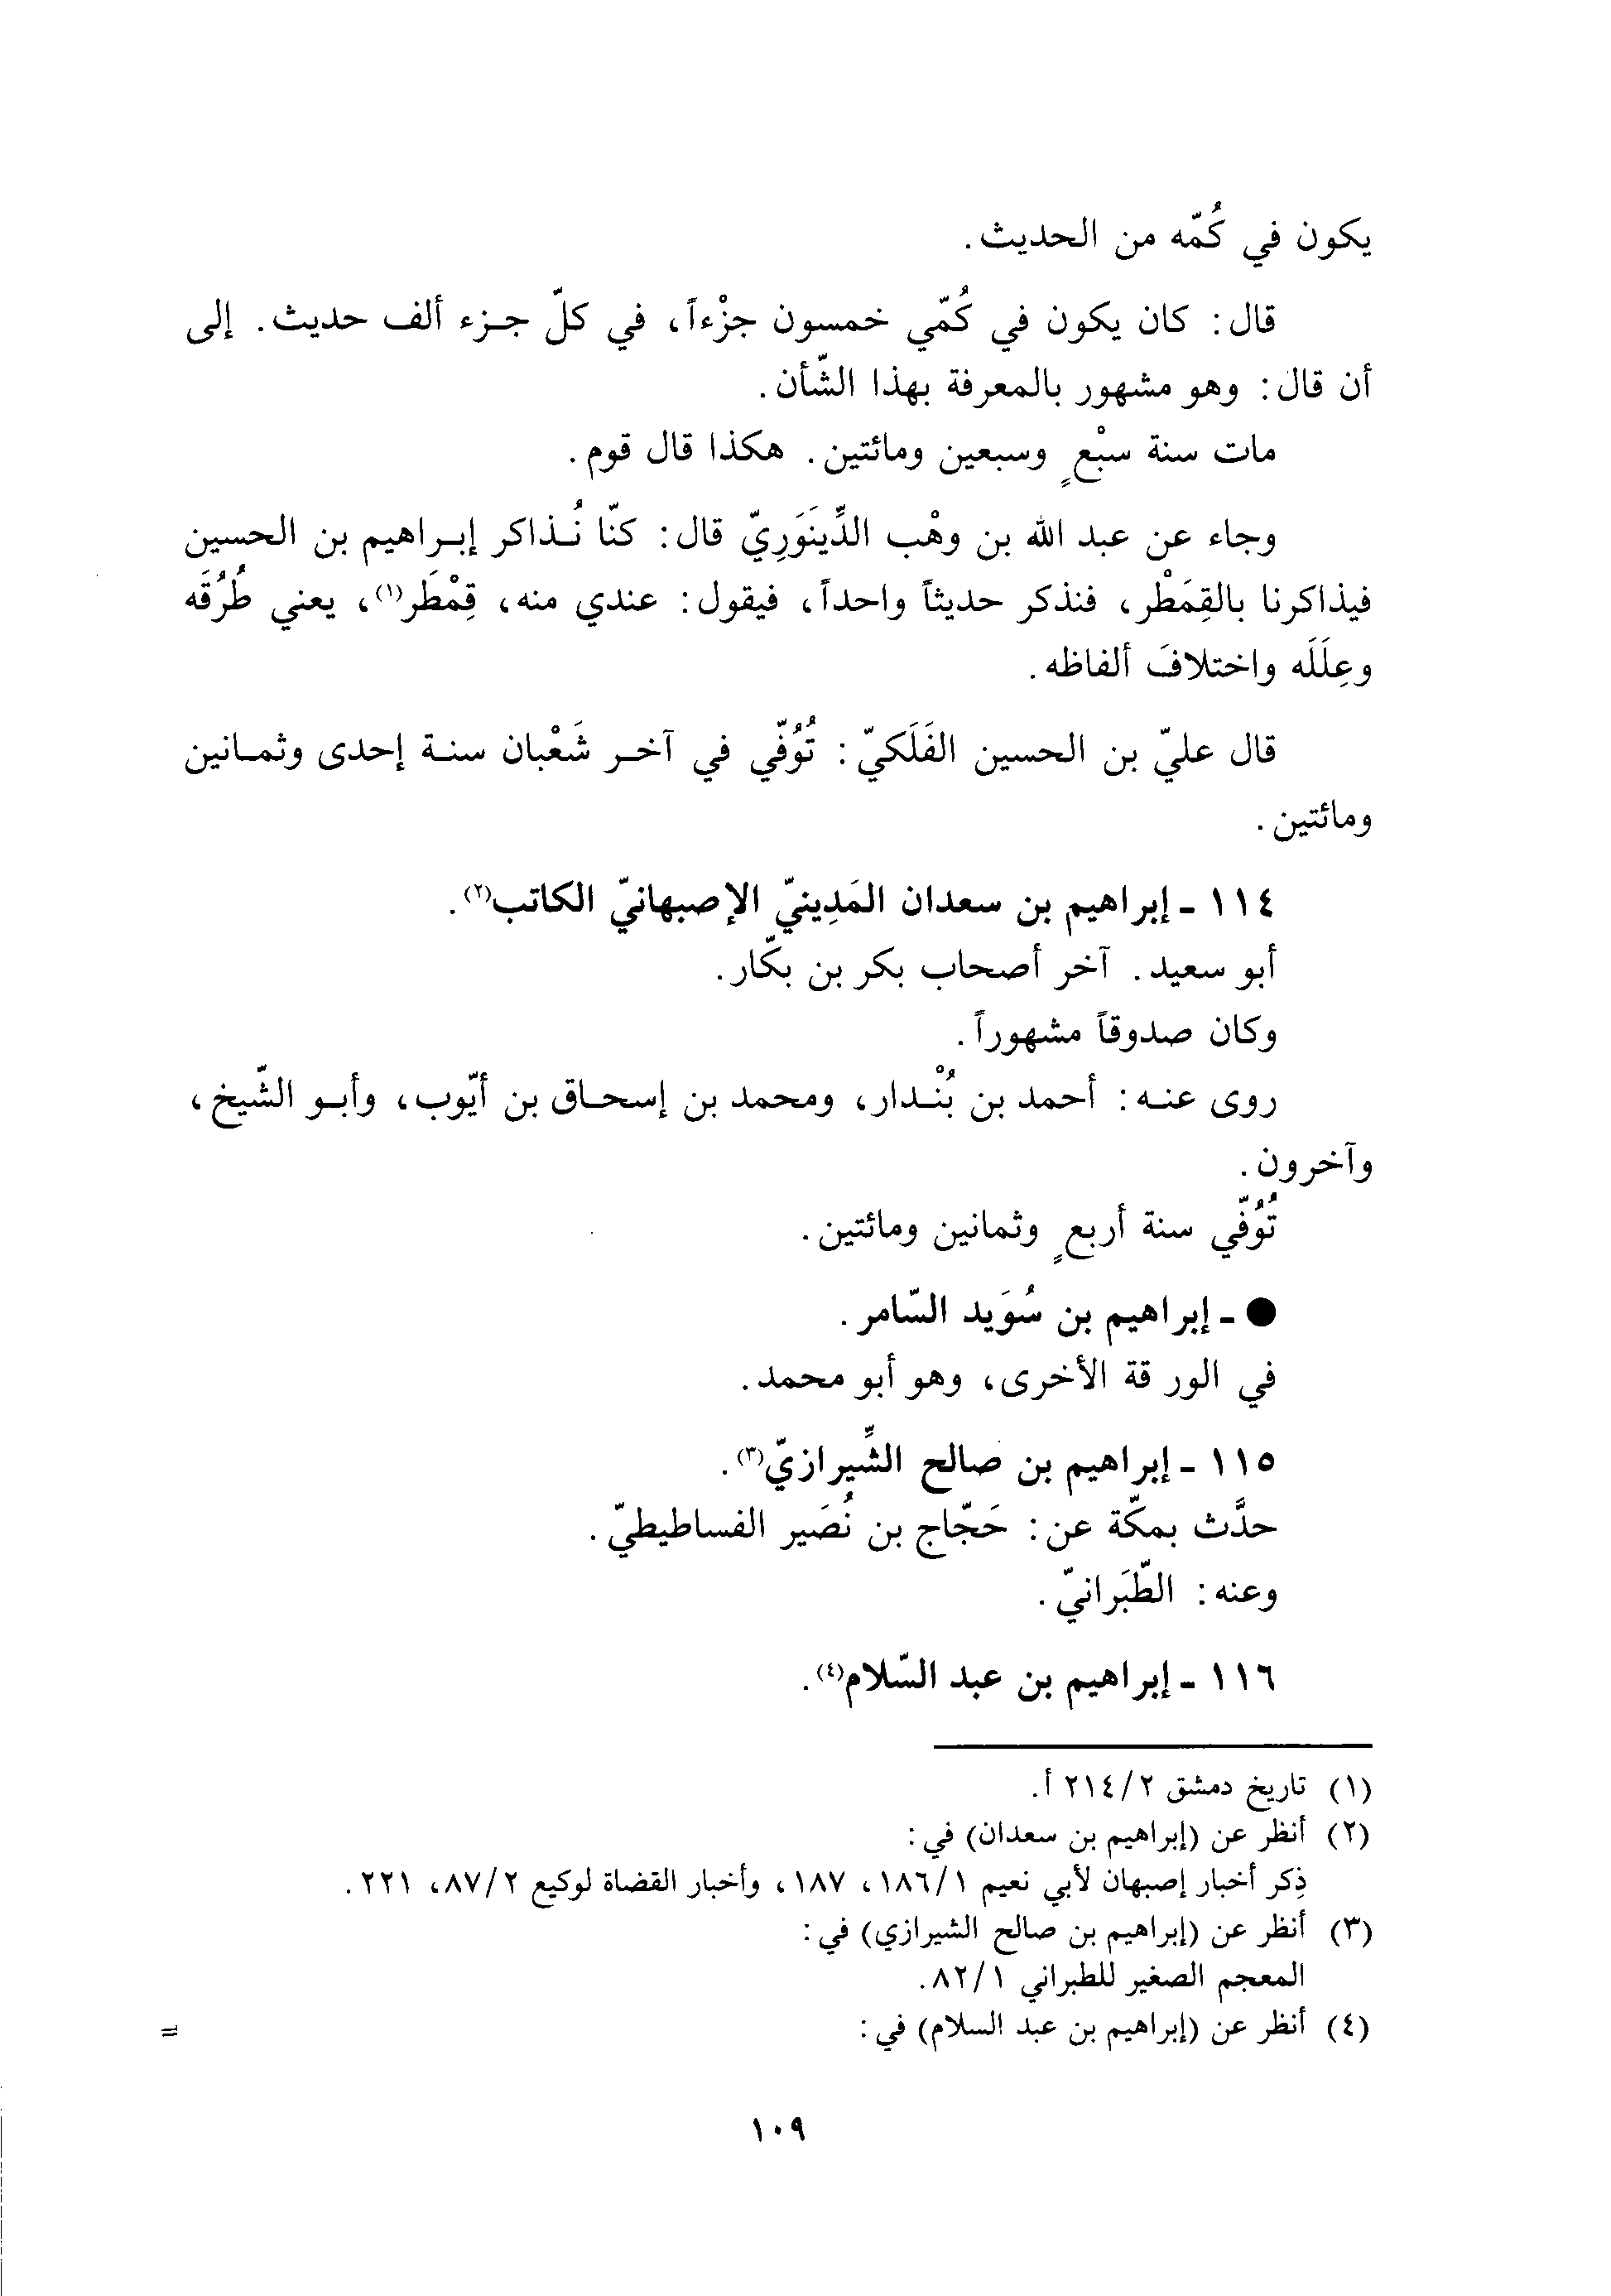 يكون في كُمّه من الحديث.
قال: كان يكون في كُمّي خمسون جزْءاً، في كلّ جزء ألف حديث. إلى
أن قال: وهو مشهور بالمعرفة بهذا الشّأن.
مات سنة سبْعٍ وسبعين ومائتين. هكذا قال قوم.
وجاء عن عبد الله بن وهْب الدِّينَوَرِيّ قال: كنّا نُذاكر إبراهيم بن الحسين
فيذاكرنا بالقِمَطْر، فنذكر حديثاً واحداً، فيقول: عندي منه، قِمْطَر(١)، يعني طُرُقَه
وعِلَلَه واختلافَ ألفاظه.
قال عليّ بن الحسين الفَلَكيّ: تُوُفّي في آخر شَعْبان سنة إحدى وثمانين
ومائتين.
١١٤ - إبراهيم بن سعدان المَدِينيّ الإصبهانيّ الكاتب(٢).
أبو سعيد. آخر أصحاب بكر بن بكّار.
وكان صدوقاً مشهوراً.
روى عنه: أحمد بن بُنْدار، ومحمد بن إسحاق بن أيّوب، وأبو الشّيخ،
وآخرون.
تُوُفّي سنة أربعٍ وثمانين ومائتين.
● - إبراهيم بن سُوَيد السّامر.
في الورقة الأخرى، وهو أبو محمد.
١١٥ - إبراهيم بن صالح الشِّيرازيّ(٣).
حدَّث بمكّة عن: حَجّاج بن نُصَير الفساطيطيّ.
وعنه: الطّبَرانيّ.
١١٦ - إبراهيم بن عبد السّلام(٤).
(١) تاريخ دمشق ٢/ ٢١٤ أ.
(٢) أنظر عن (إبراهيم بن سعدان) في:
ذِكر أخبار إصبهان لأبي نعيم ١/ ١٨٦، ١٨٧، وأخبار القضاة لوكيع ٢/ ٨٧، ٢٢١.
(٣) أنظر عن (إبراهيم بن صالح الشيرازي) في:
المعجم الصغير للطبراني ١/ ٨٢.
(٤) أنظر عن (إبراهيم بن عبد السلام) في: =
١٠٩